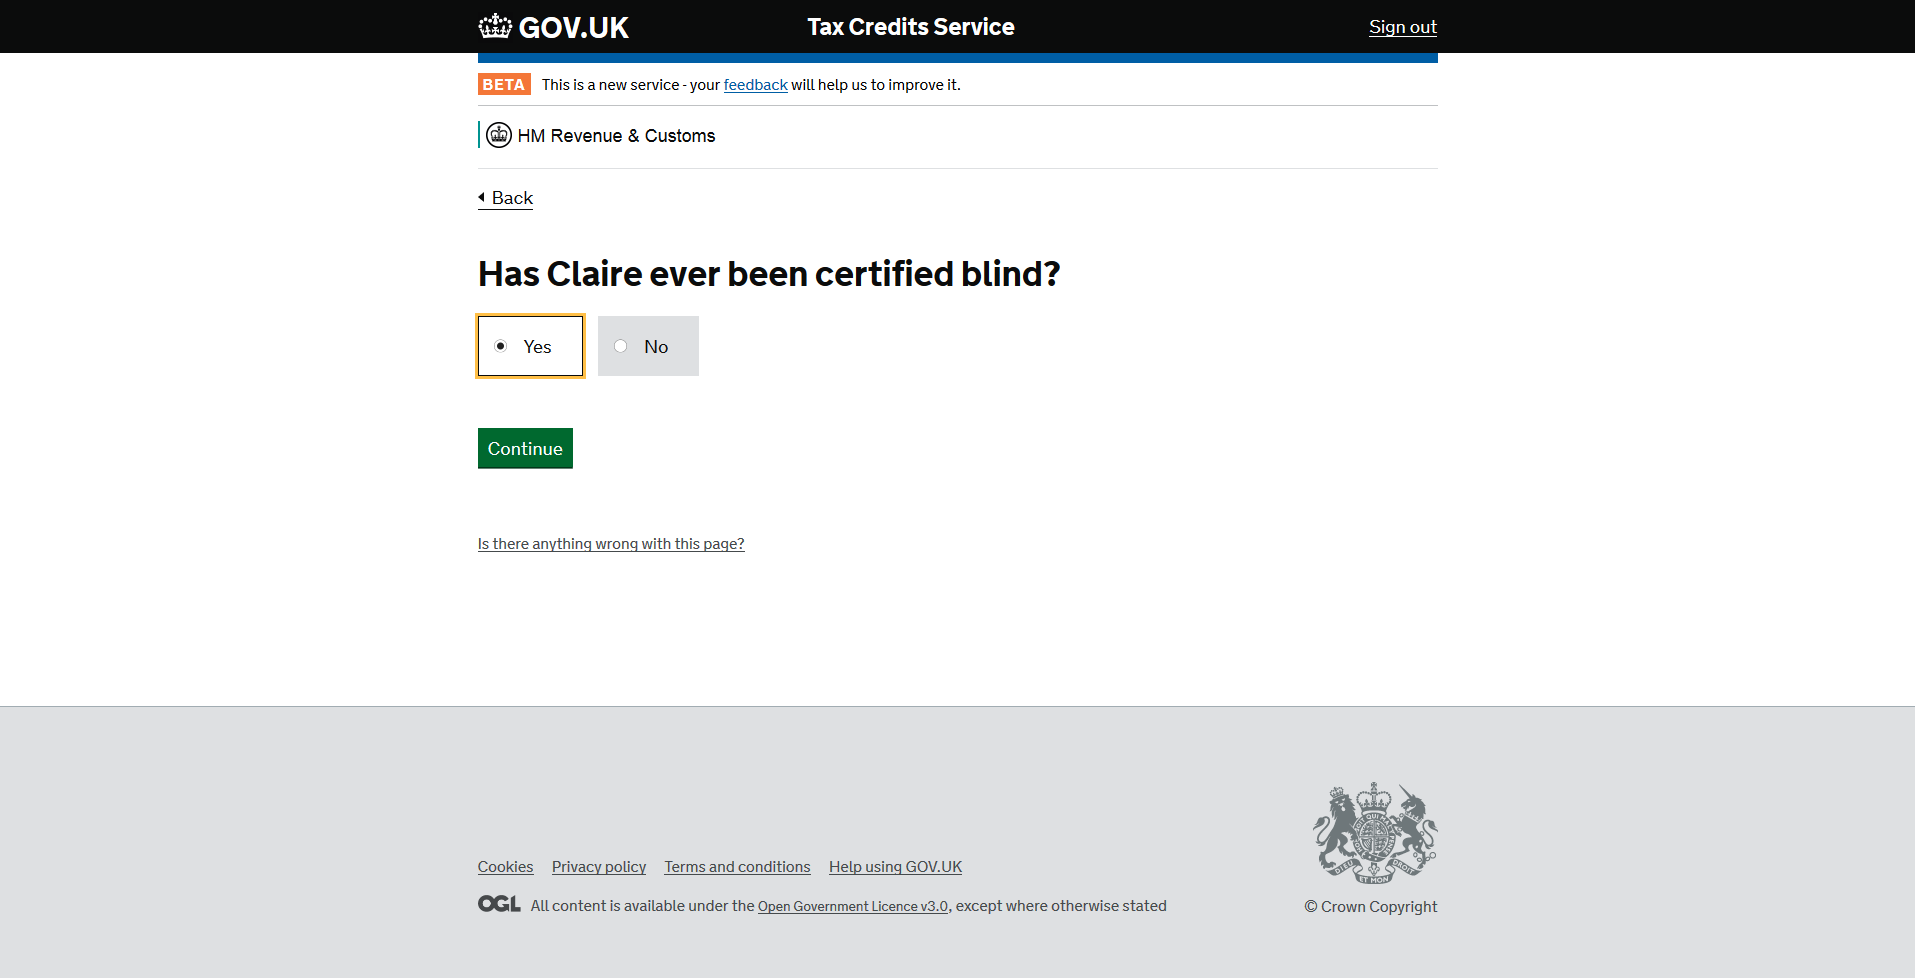 GOV.UK
Tax Credits Service
Sign out
BETA This is a new service - your feedback will help us to improve it.
HM Revenue & Customs
Back
Has Claire ever been certified blind?
Yes
No
Continue
Is there anything wrong with this page?
Cookies Privacy policy Terms and conditions Help using GOV.UK
OGL All content is available under the Open Government Licence v3.0, except where otherwise stated
© Crown Copyright